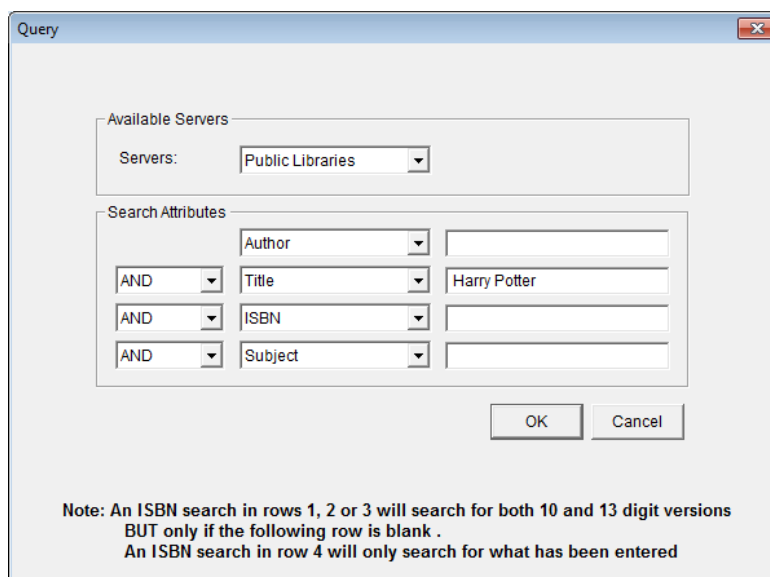 Query
Available Servers
Servers: Public Libraries
Search Attributes
Author
AND Title Harry Potter
AND ISBN
AND Subject
OK Cancel
Note: An ISBN search in rows 1, 2 or 3 will search for both 10 and 13 digit versions
BUT only if the following row is blank .
An ISBN search in row 4 will only search for what has been entered